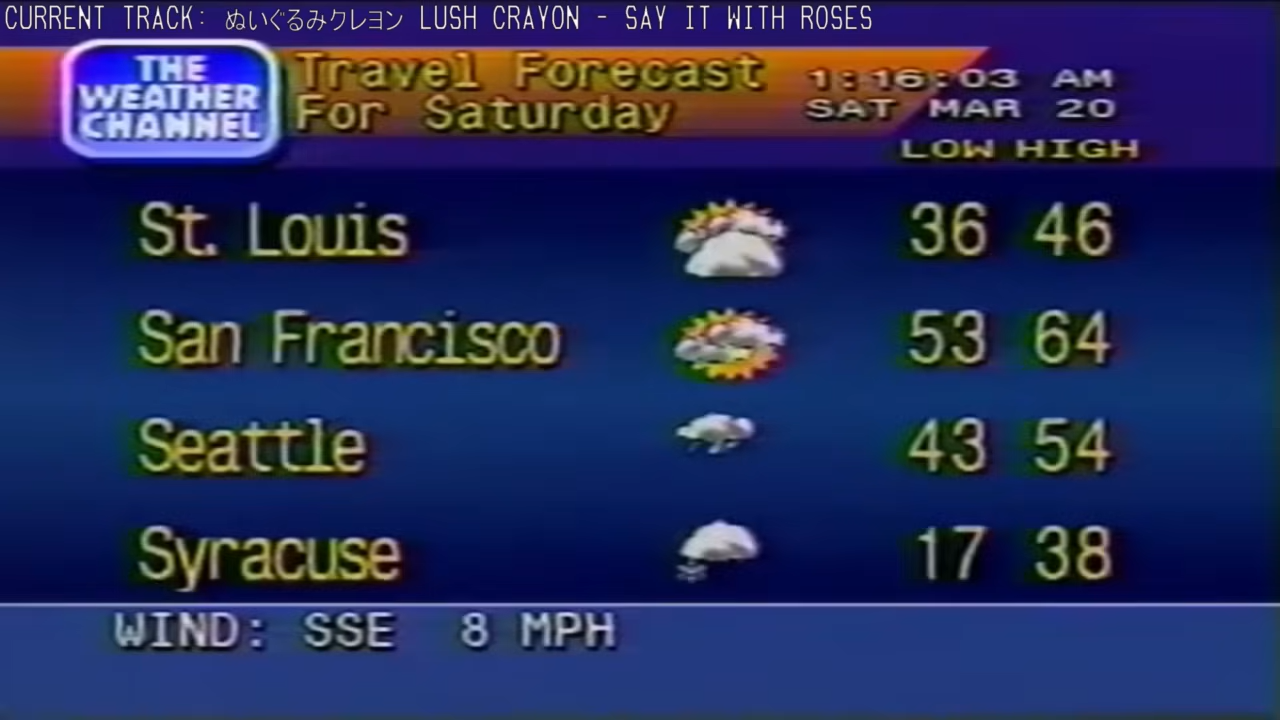 CURRENT TRACK: ぬいぐるみクレヨン LUSH CRAYON - SAY IT WITH ROSES
THE WEATHER CHANNEL
Travel Forecast
For Saturday
1:16:03 AM
SAT MAR 20
LOW HIGH
St. Louis 36 46
San Francisco 53 64
Seattle 43 54
Syracuse 17 38
WIND: SSE 8 MPH